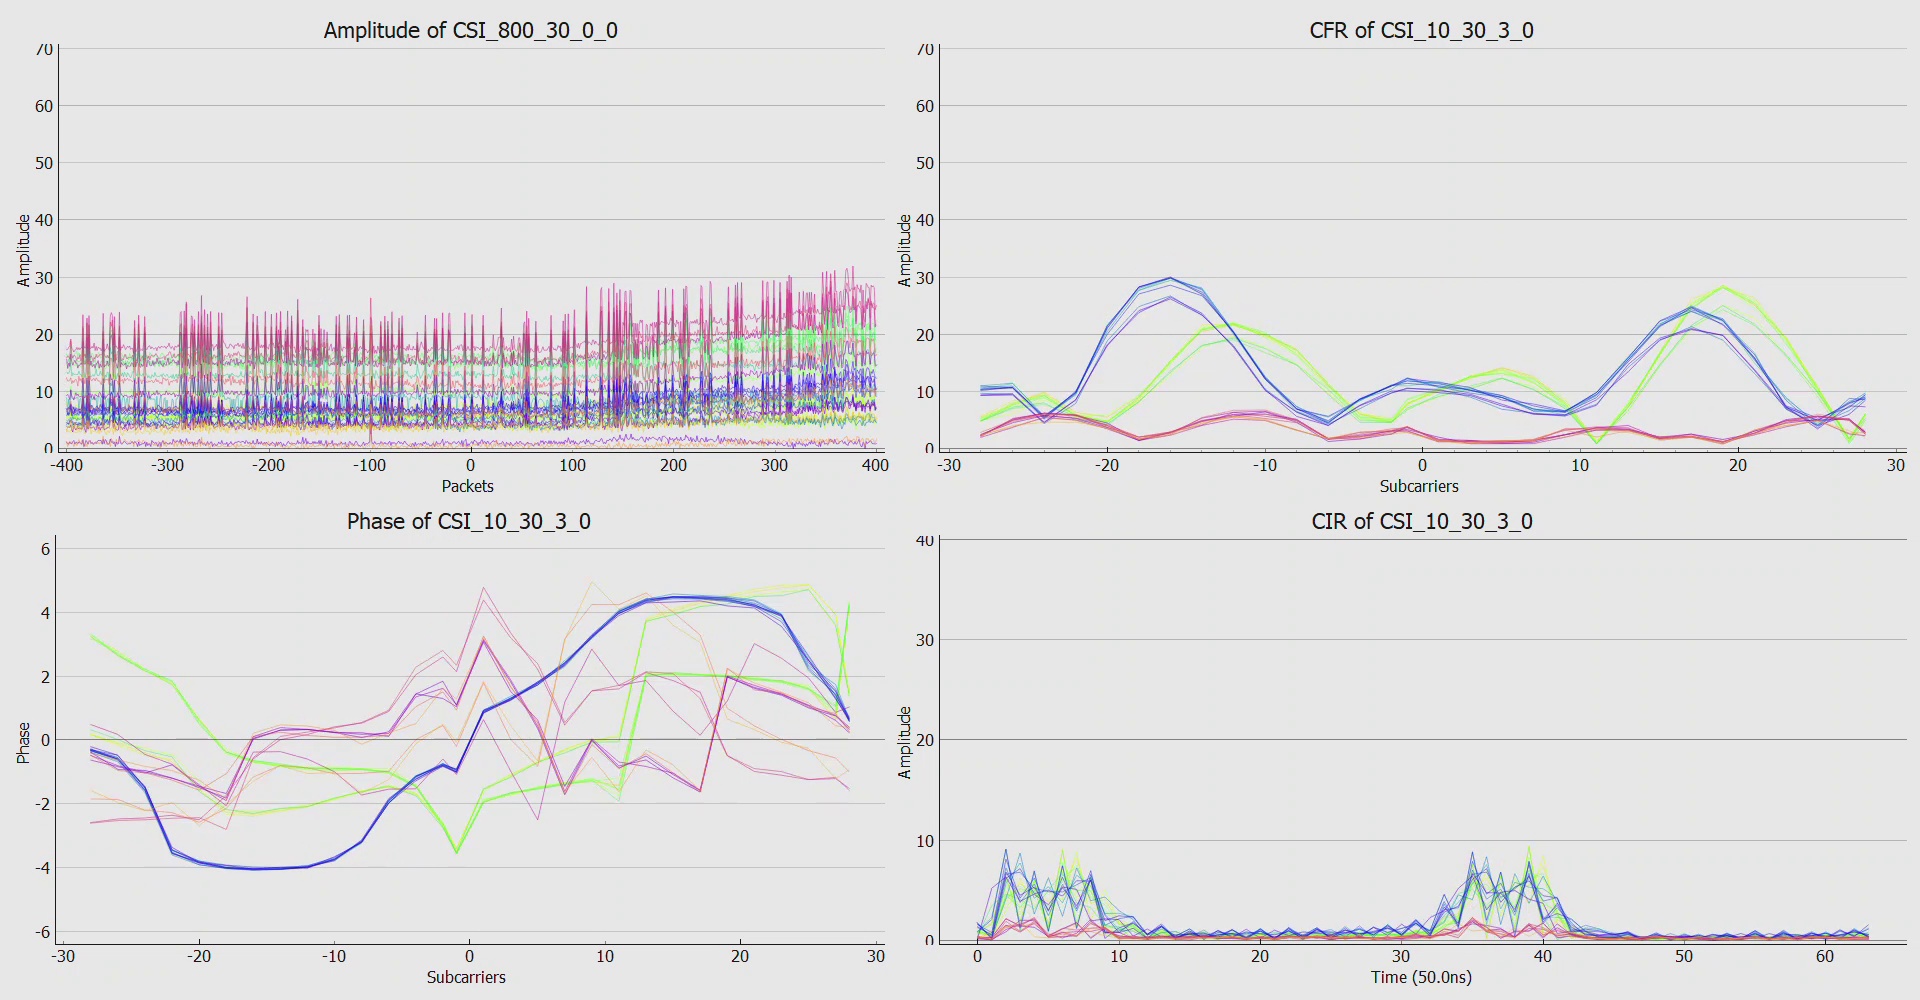 Amplitude of CSI_800_30_0_0
70
60
50
40
30
20
10
0
Amplitude
-400 -300 -200 -100 0 100 200 300 400
Packets
CFR of CSI_10_30_3_0
70
60
50
40
30
20
10
0
Amplitude
-30 -20 -10 0 10 20 30
Subcarriers
Phase of CSI_10_30_3_0
6
4
2
0
-2
-4
-6
Phase
-30 -20 -10 0 10 20 30
Subcarriers
CIR of CSI_10_30_3_0
40
30
20
10
0
Amplitude
0 10 20 30 40 50 60
Time (50.0ns)